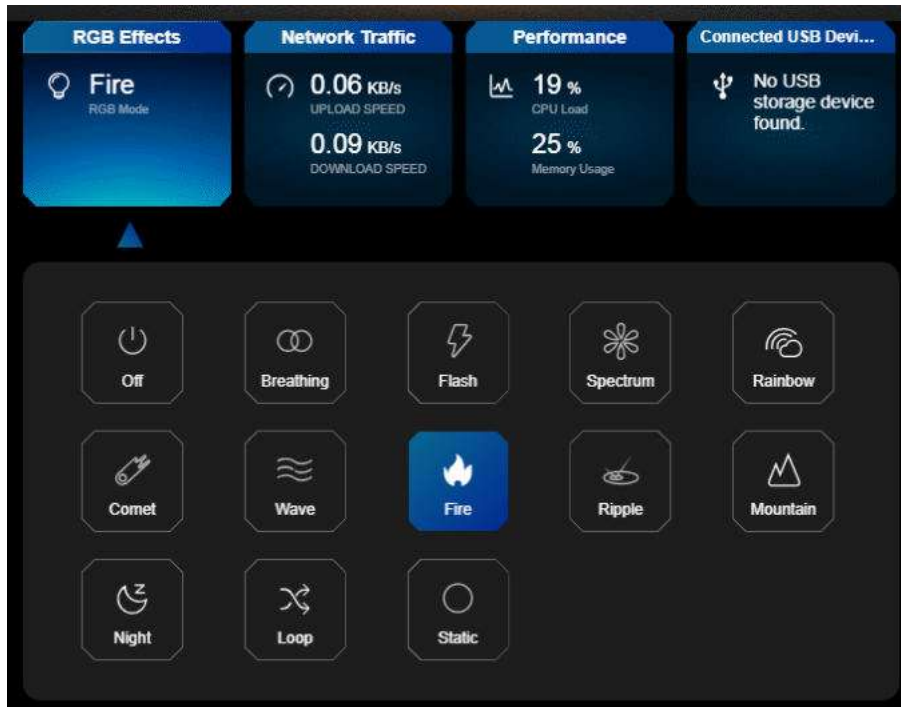 RGB Effects
Fire
RGB Mode
Network Traffic
0.06 KB/s
UPLOAD SPEED
0.09 KB/s
DOWNLOAD SPEED
Performance
19 %
CPU Load
25 %
Memory Usage
Connected USB Devi...
No USB
storage device
found.
Off
Breathing
Flash
Spectrum
Rainbow
Comet
Wave
Fire
Ripple
Mountain
Night
Loop
Static